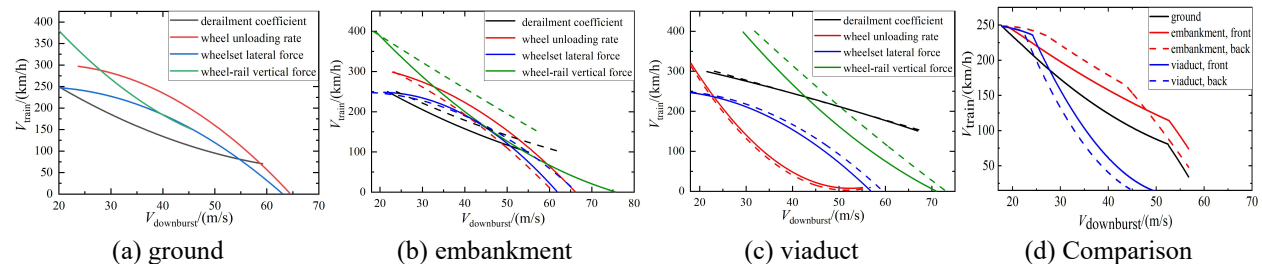 V_train/(km/h)
400
350
300
250
200
150
100
50
0
20
30
40
50
60
70
V_downburst/(m/s)
derailment coefficient
wheel unloading rate
wheelset lateral force
wheel-rail vertical force
(a) ground
V_train/(km/h)
400
300
200
100
0
20
30
40
50
60
70
80
V_downburst/(m/s)
derailment coefficient
wheel unloading rate
wheelset lateral force
wheel-rail vertical force
(b) embankment
V_train/(km/h)
400
300
200
100
0
20
30
40
50
60
70
V_downburst/(m/s)
derailment coefficient
wheel unloading rate
wheelset lateral force
wheel-rail vertical force
(c) viaduct
V_train/(km/h)
250
200
150
100
50
20
30
40
50
60
70
V_downburst/(m/s)
ground
embankment, front
embankment, back
viaduct, front
viaduct, back
(d) Comparison